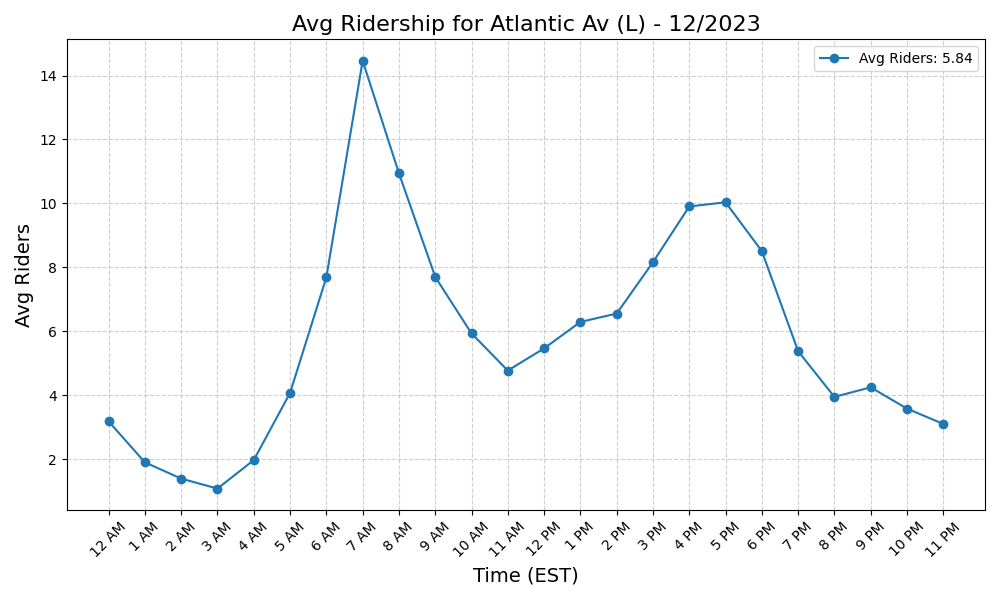 Avg Ridership for Atlantic Av (L) - 12/2023
Avg Riders: 5.84
Avg Riders
14
12
10
8
6
4
2
12 AM
1 AM
2 AM
3 AM
4 AM
5 AM
6 AM
7 AM
8 AM
9 AM
10 AM
11 AM
12 PM
1 PM
2 PM
3 PM
4 PM
5 PM
6 PM
7 PM
8 PM
9 PM
10 PM
11 PM
Time (EST)